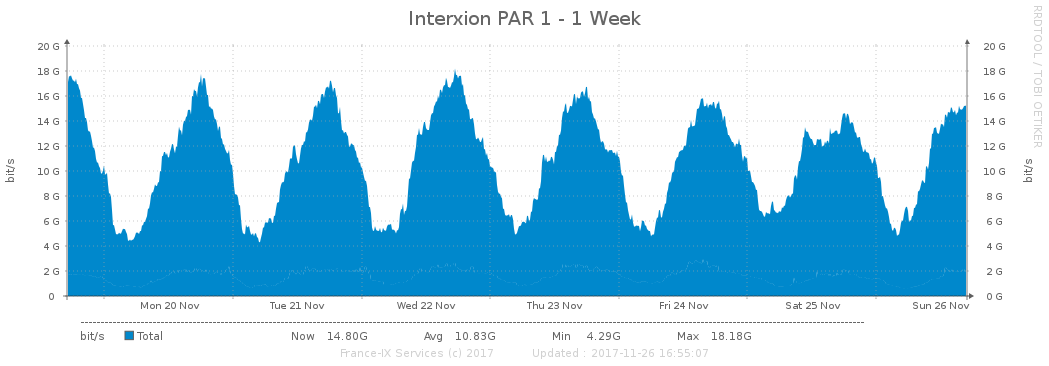 Interxion PAR 1 - 1 Week
RRDTOOL / TOBI OETIKER
20 G 20 G
18 G 18 G
16 G 16 G
14 G 14 G
12 G 12 G
10 G 10 G
8 G 8 G
6 G 6 G
4 G 4 G
2 G 2 G
0 0 G
bit/s
bit/s
Mon 20 Nov Tue 21 Nov Wed 22 Nov Thu 23 Nov Fri 24 Nov Sat 25 Nov Sun 26 Nov
bit/s Total Now 14.80G Avg 10.83G Min 4.29G Max 18.18G
France-IX Services (c) 2017 Updated : 2017-11-26 16:55:07